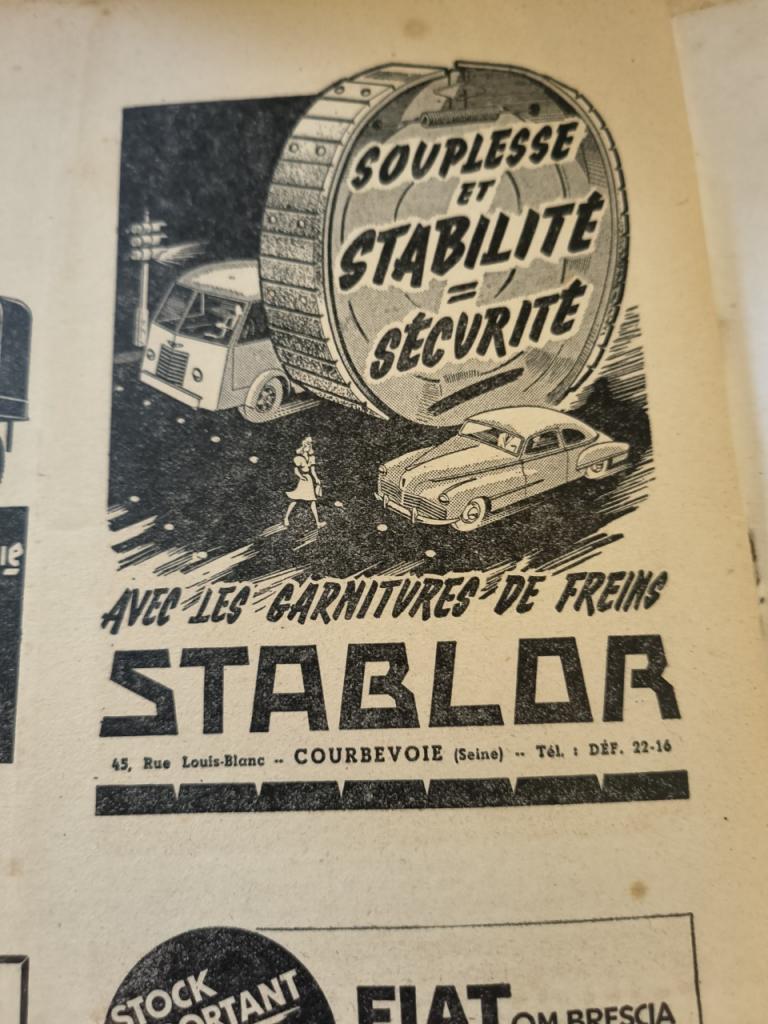 SOUPLESSE
ET
STABILITÉ
=
SÉCURITÉ
AVEC LES GARNITURES DE FREINS
STABLOR
45, Rue Louis-Blanc -- COURBEVOIE (Seine) -- Tél. : DÉF. 22-16
STOCK
FIAT OM BRESCIA